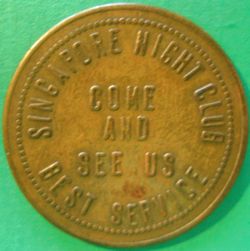 SINGAPORE NIGHT CLUB
COME
AND
SEE US
BEST SERVICE